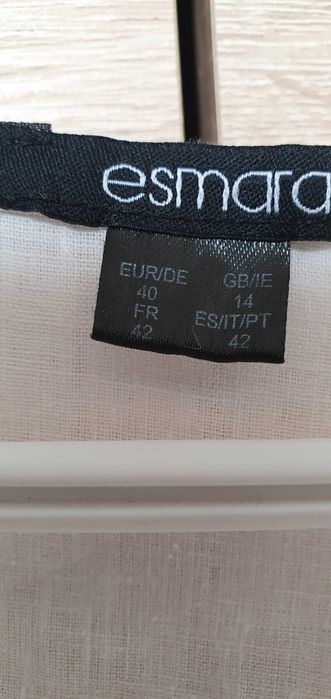 esmara
EUR/DE
40
FR
42
GB/IE
14
ES/IT/PT
42